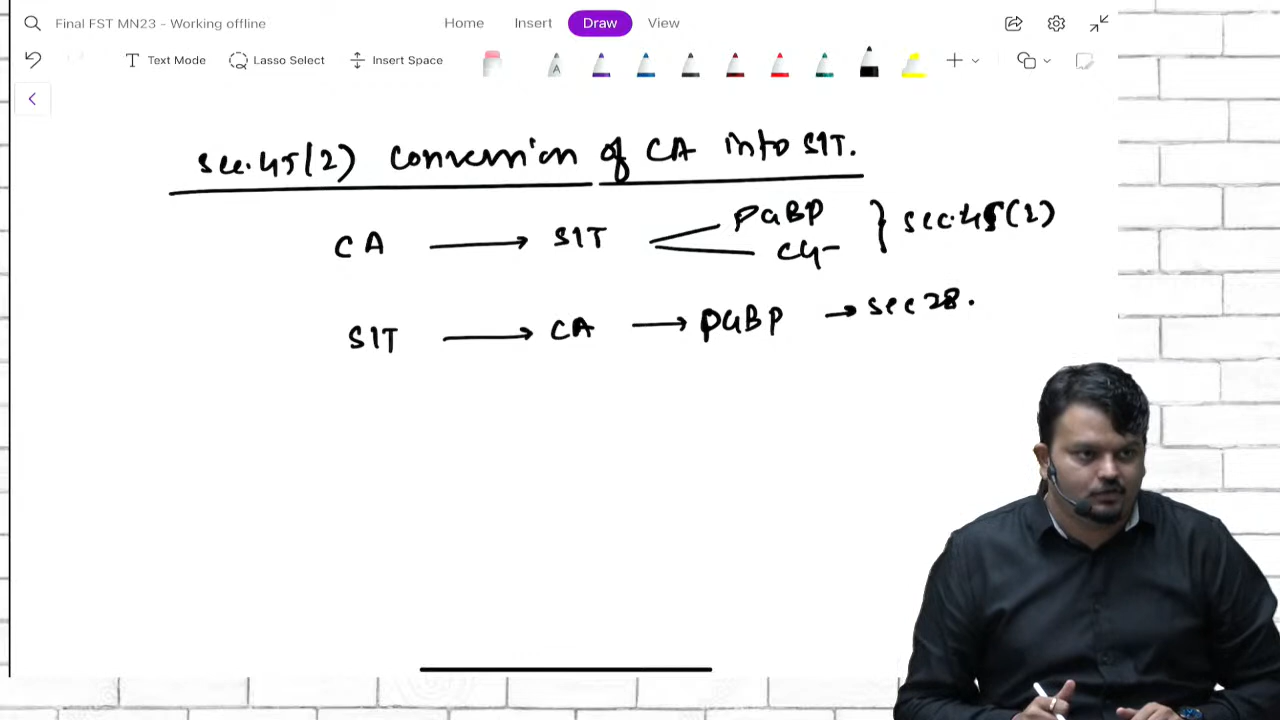 Final FST MN23 - Working offline
Home Insert Draw View
Text Mode Lasso Select Insert Space
A
Sec.45(2) Conversion of CA into SIT.
CA → SIT PGBP CG } Sec.45(2)
SIT → CA → PGBP → Sec 28.